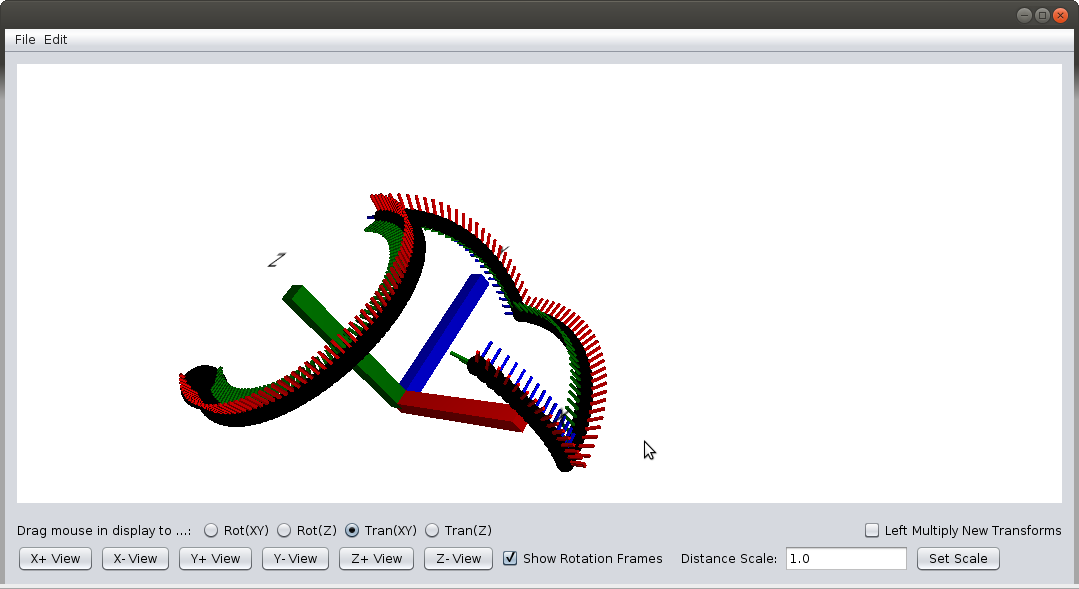 File Edit
Z
Drag mouse in display to ...: Rot(XY) Rot(Z) Tran(XY) Tran(Z) Left Multiply New Transforms
X+ View X- View Y+ View Y- View Z+ View Z- View Show Rotation Frames Distance Scale: 1.0 Set Scale